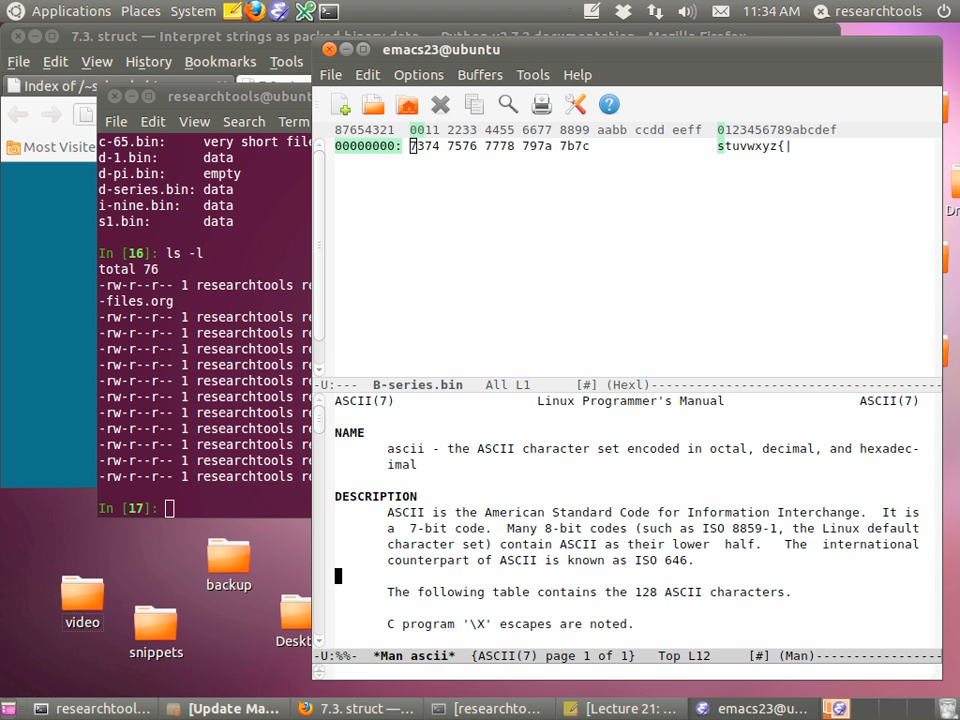 Applications Places System 11:34 AM researchtools
7.3. struct — Interpret strings as packed binary data — Python v2.7.2 documentation - Mozilla Firefox
File Edit View History Bookmarks Tools
Index of /~s
Most Visite
researchtools@ubunt
File Edit View Search Termi
c-65.bin: very short file
d-1.bin: data
d-pi.bin: empty
d-series.bin: data
i-nine.bin: data
s1.bin: data
In [16]: ls -l
total 76
-rw-r--r-- 1 researchtools re
-files.org
-rw-r--r-- 1 researchtools re
-rw-r--r-- 1 researchtools re
-rw-r--r-- 1 researchtools re
-rw-r--r-- 1 researchtools re
-rw-r--r-- 1 researchtools re
-rw-r--r-- 1 researchtools re
-rw-r--r-- 1 researchtools re
-rw-r--r-- 1 researchtools re
-rw-r--r-- 1 researchtools re
-rw-r--r-- 1 researchtools re
-rw-r--r-- 1 researchtools re
In [17]:
emacs23@ubuntu
File Edit Options Buffers Tools Help
87654321 0011 2233 4455 6677 8899 aabb ccdd eeff 0123456789abcdef
00000000: 7374 7576 7778 797a 7b7c stuvwxyz{|
-U:--- B-series.bin All L1 [#] (Hexl)-----------------------------------
ASCII(7) Linux Programmer's Manual ASCII(7)
NAME
ascii - the ASCII character set encoded in octal, decimal, and hexadec-
imal
DESCRIPTION
ASCII is the American Standard Code for Information Interchange. It is
a 7-bit code. Many 8-bit codes (such as ISO 8859-1, the Linux default
character set) contain ASCII as their lower half. The international
counterpart of ASCII is known as ISO 646.
The following table contains the 128 ASCII characters.
C program '\X' escapes are noted.
-U:%%- *Man ascii* {ASCII(7) page 1 of 1} Top L12 [#] (Man)----------------
backup
video
snippets
Deskt
Dr
researchtool... [Update Ma... 7.3. struct —... [researchto... [Lecture 21: ... emacs23@u...